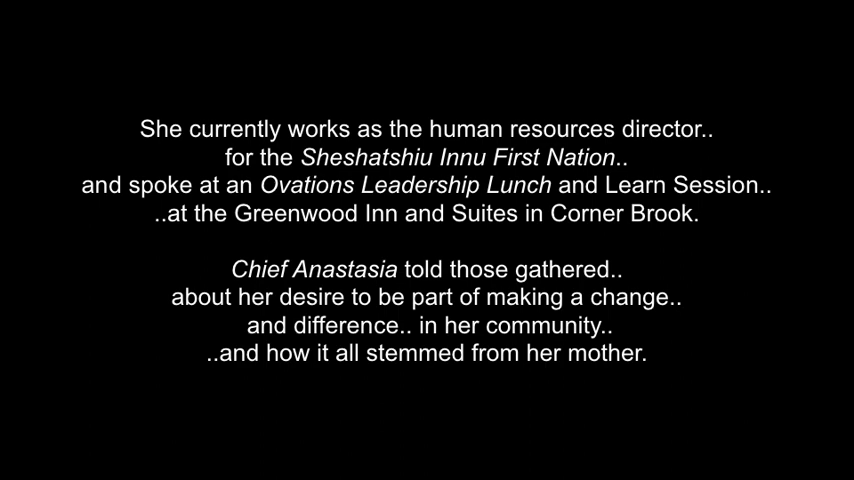 She currently works as the human resources director..
for the Sheshatshiu Innu First Nation..
and spoke at an Ovations Leadership Lunch and Learn Session..
..at the Greenwood Inn and Suites in Corner Brook.
Chief Anastasia told those gathered..
about her desire to be part of making a change..
and difference.. in her community..
..and how it all stemmed from her mother.